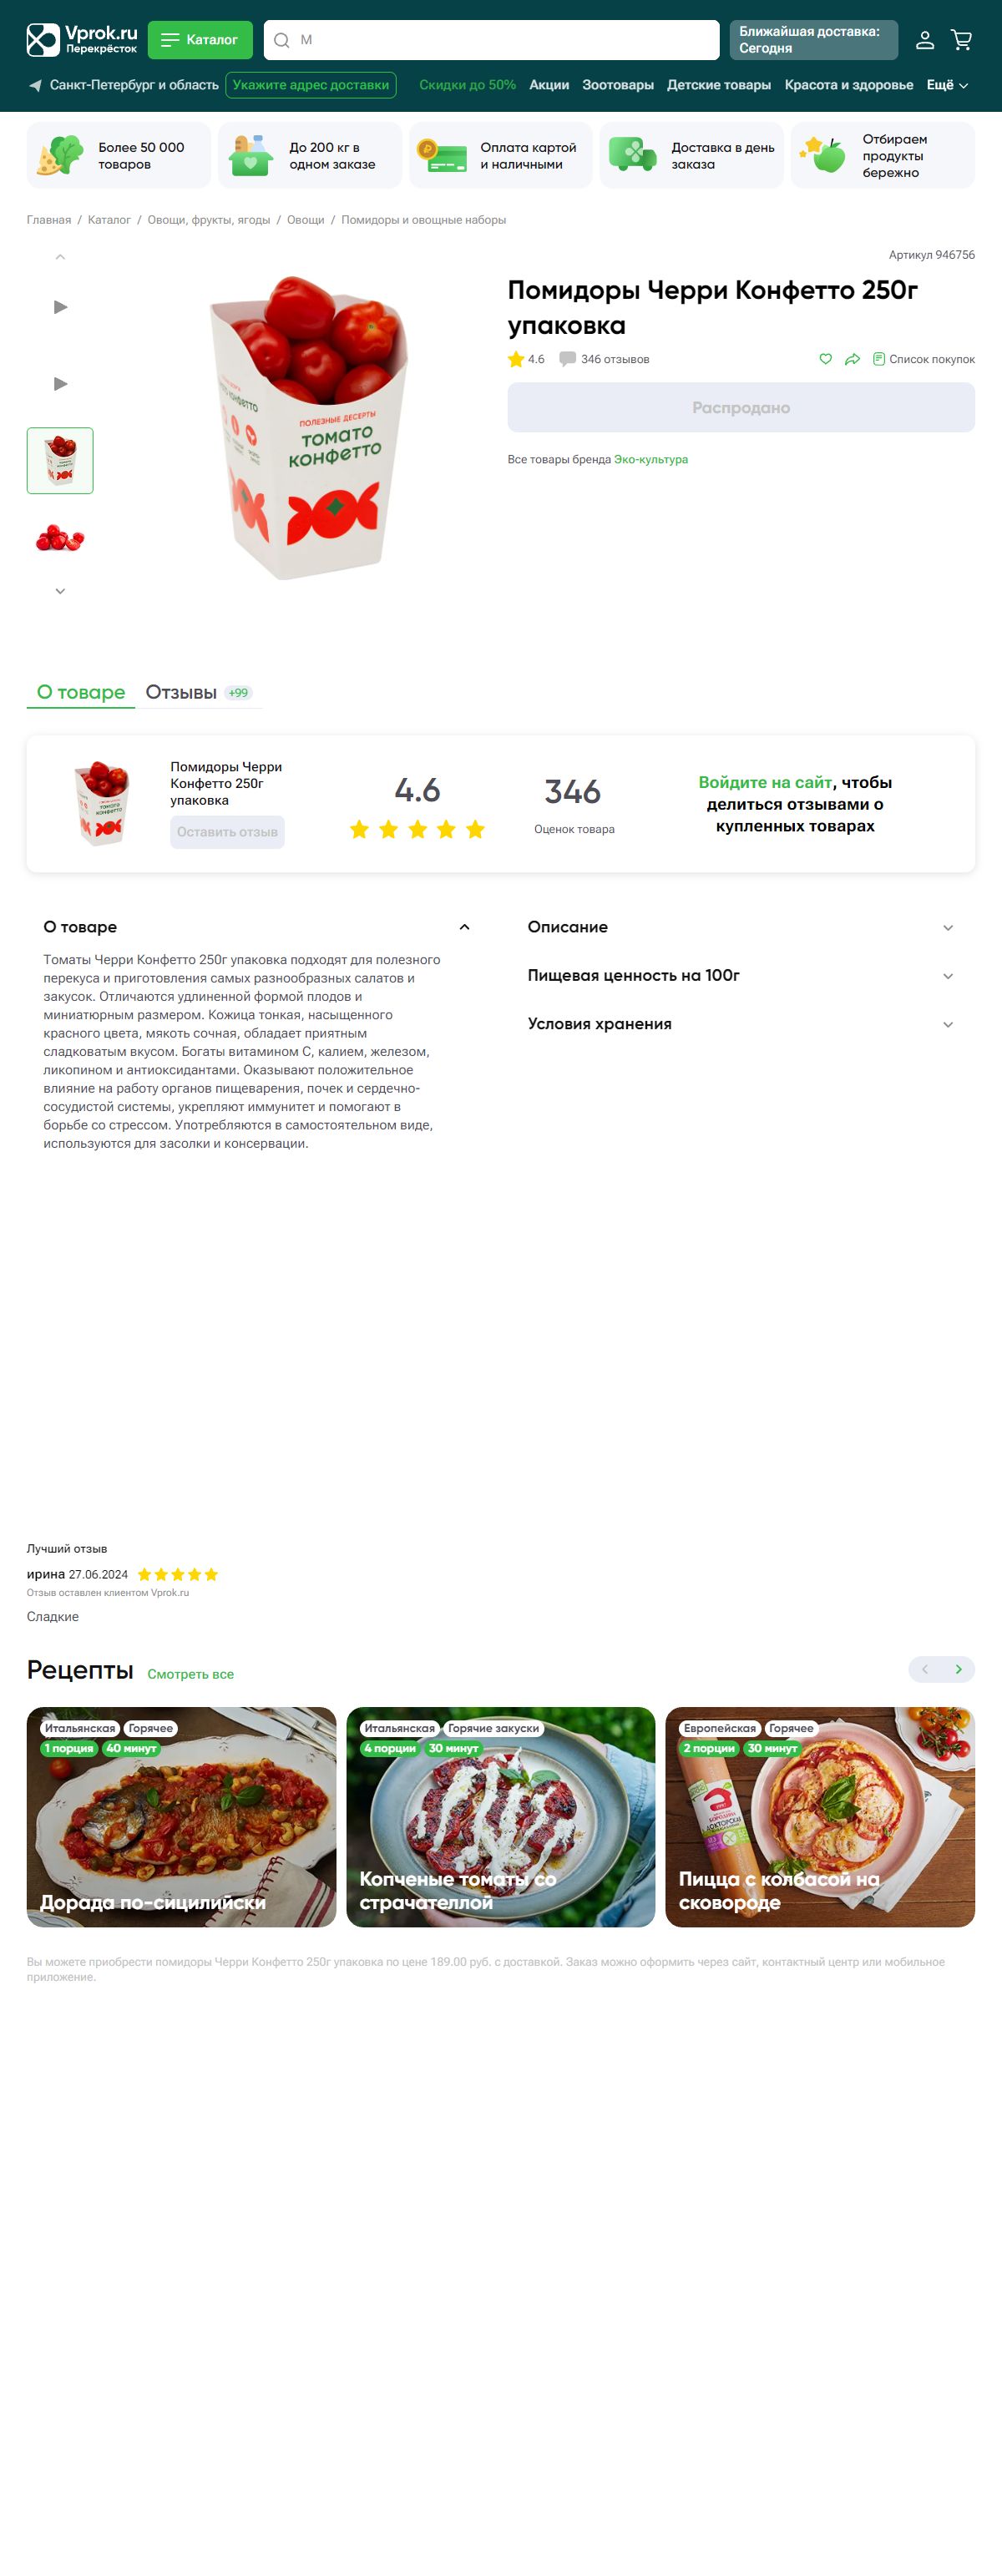 Vprok.ru
Перекрёсток
Каталог
М
Ближайшая доставка:
Сегодня
Санкт-Петербург и область
Укажите адрес доставки
Скидки до 50%
Акции
Зоотовары
Детские товары
Красота и здоровье
Ещё
Более 50 000
товаров
До 200 кг в
одном заказе
Оплата картой
и наличными
Доставка в день
заказа
Отбираем
продукты
бережно
Главная / Каталог / Овощи, фрукты, ягоды / Овощи / Помидоры и овощные наборы
Артикул 946756
Помидоры Черри Конфетто 250г
упаковка
4.6
346 отзывов
Список покупок
Распродано
Все товары бренда Эко-культура
ПОЛЕЗНЫЕ ДЕСЕРТЫ
ТОМАТО
КОНФЕТТО
О товаре
Отзывы +99
Помидоры Черри
Конфетто 250г
упаковка
Оставить отзыв
4.6
346
Оценок товара
Войдите на сайт, чтобы
делиться отзывами о
купленных товарах
О товаре
Томаты Черри Конфетто 250г упаковка подходят для полезного
перекуса и приготовления самых разнообразных салатов и
закусок. Отличаются удлиненной формой плодов и
миниатюрным размером. Кожица тонкая, насыщенного
красного цвета, мякоть сочная, обладает приятным
сладковатым вкусом. Богаты витамином С, калием, железом,
ликопином и антиоксидантами. Оказывают положительное
влияние на работу органов пищеварения, почек и сердечно-
сосудистой системы, укрепляют иммунитет и помогают в
борьбе со стрессом. Употребляются в самостоятельном виде,
используются для засолки и консервации.
Описание
Пищевая ценность на 100г
Условия хранения
Лучший отзыв
ирина 27.06.2024
Отзыв оставлен клиентом Vprok.ru
Сладкие
Рецепты
Смотреть все
Итальянская Горячее
1 порция 40 минут
Дорада по-сицилийски
Итальянская Горячие закуски
4 порции 30 минут
Копченые томаты со
страчателлой
Европейская Горячее
2 порции 30 минут
ДОКТОРСКАЯ
Пицца с колбасой на
сковороде
Вы можете приобрести помидоры Черри Конфетто 250г упаковка по цене 189.00 руб. с доставкой. Заказ можно оформить через сайт, контактный центр или мобильное
приложение.